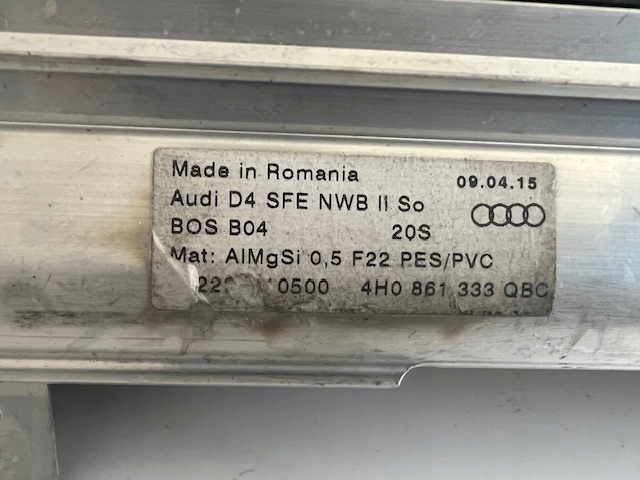 Made in Romania
09.04.15
Audi D4 SFE NWB II So
BOS B04 20S
Mat: AlMgSi 0,5 F22 PES/PVC
0500 4H0 861 333 QBC